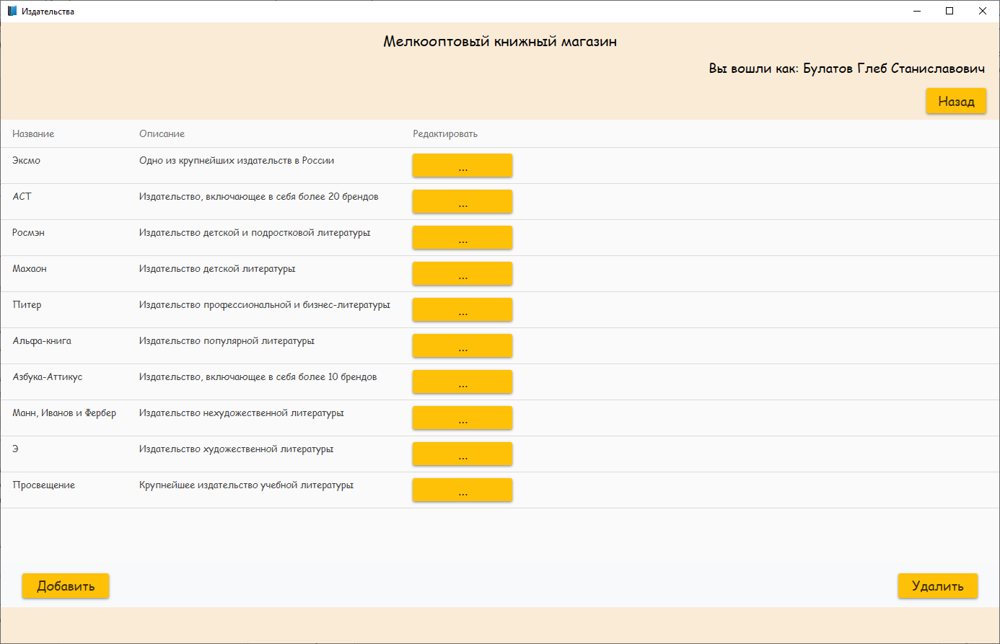 Издательства
Мелкооптовый книжный магазин
Вы вошли как: Булатов Глеб Станиславович
Назад
Название Описание Редактировать
Эксмо Одно из крупнейших издательств в России ...
АСТ Издательство, включающее в себя более 20 брендов ...
Росмэн Издательство детской и подростковой литературы ...
Махаон Издательство детской литературы ...
Питер Издательство профессиональной и бизнес-литературы ...
Альфа-книга Издательство популярной литературы ...
Азбука-Аттикус Издательство, включающее в себя более 10 брендов ...
Манн, Иванов и Фербер Издательство нехудожественной литературы ...
Э Издательство художественной литературы ...
Просвещение Крупнейшее издательство учебной литературы ...
Добавить Удалить